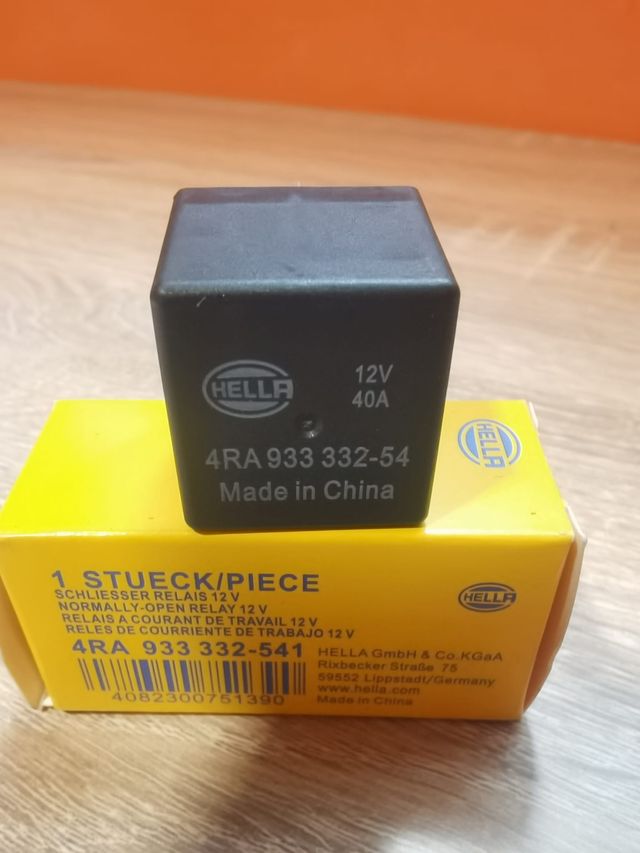 HELLA
12V
40A
4RA 933 332-54
Made in China
HELLA
1 STUECK/PIECE
SCHLIESSER RELAIS 12 V
NORMALLY-OPEN RELAY 12 V
RELAIS A COURANT DE TRAVAIL 12 V
RELES DE COURRIENTE DE TRABAJO 12 V
4RA 933 332-541
4082300751390
HELLA
HELLA GmbH & Co.KGaA
Rixbecker Straße 75
59552 Lippstadt/Germany
www.hella.com
Made in China